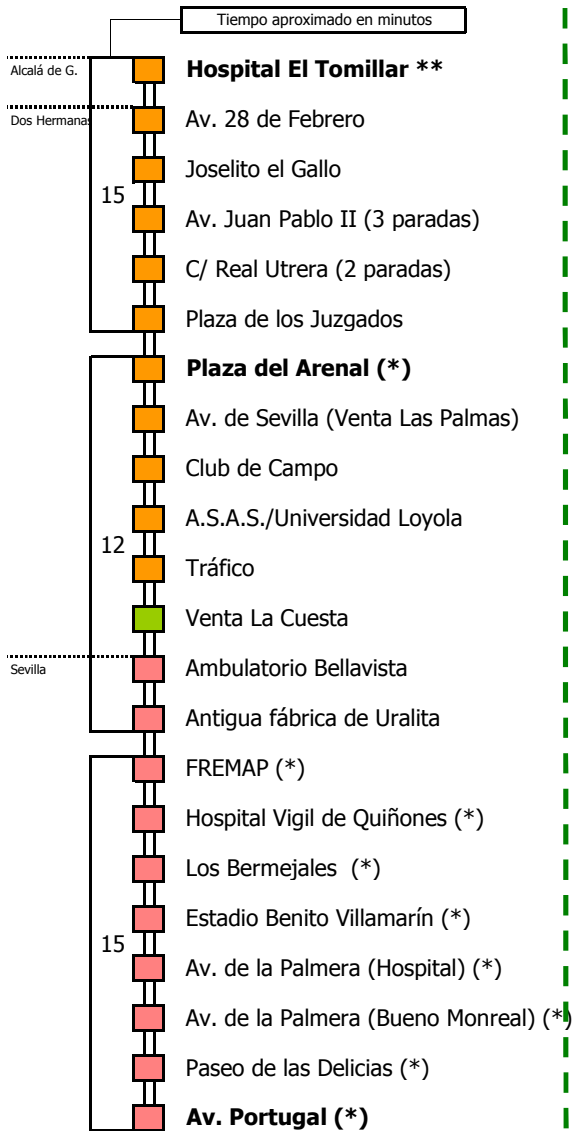 Tiempo aproximado en minutos
Alcalá de G.
Hospital El Tomillar **
Dos Hermanas
Av. 28 de Febrero
Joselito el Gallo
15
Av. Juan Pablo II (3 paradas)
C/ Real Utrera (2 paradas)
Plaza de los Juzgados
Plaza del Arenal (*)
Av. de Sevilla (Venta Las Palmas)
Club de Campo
A.S.A.S./Universidad Loyola
12
Tráfico
Venta La Cuesta
Sevilla
Ambulatorio Bellavista
Antigua fábrica de Uralita
FREMAP (*)
Hospital Vigil de Quiñones (*)
Los Bermejales (*)
Estadio Benito Villamarín (*)
15
Av. de la Palmera (Hospital) (*)
Av. de la Palmera (Bueno Monreal) (*)
Paseo de las Delicias (*)
Av. Portugal (*)